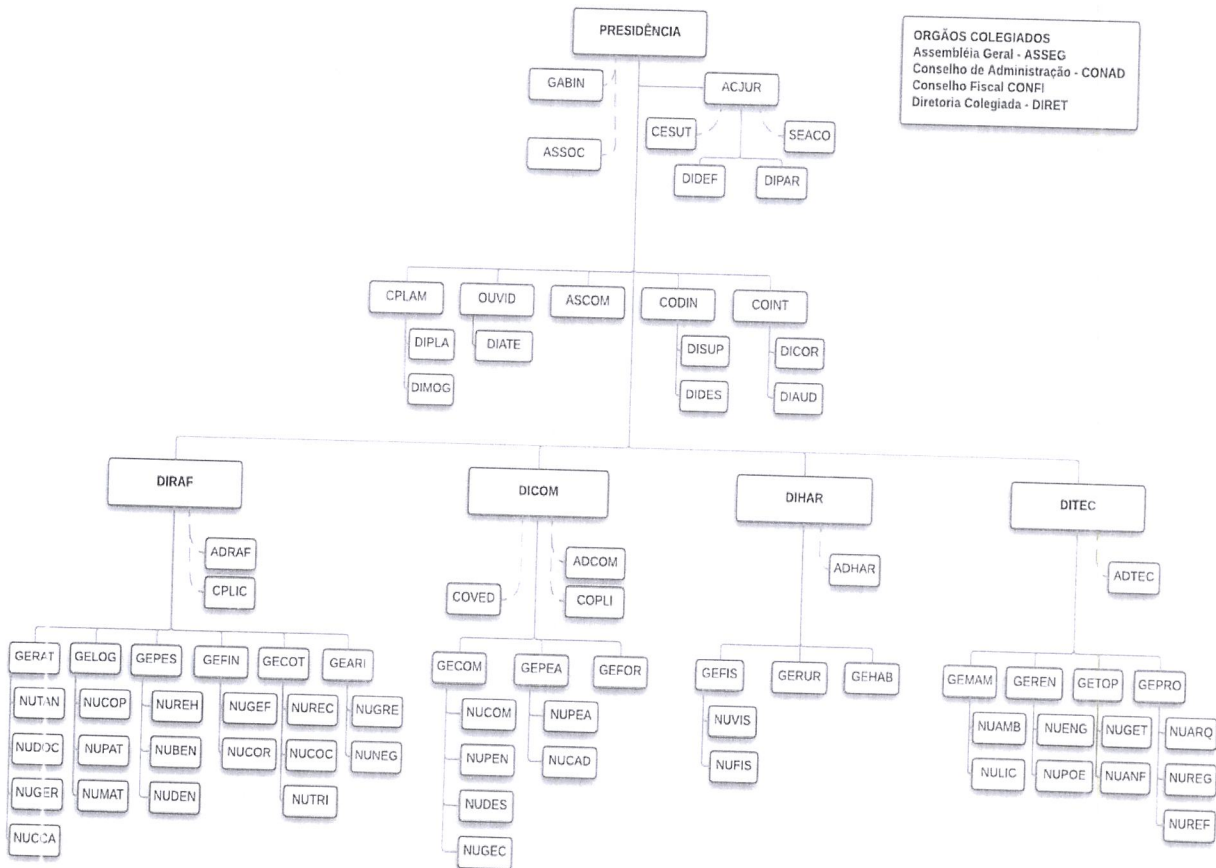 PRESIDÊNCIA
ORGÃOS COLEGIADOS
Assembléia Geral - ASSEG
Conselho de Administração - CONAD
Conselho Fiscal CONFI
Diretoria Colegiada - DIRET
GABIN
ACJUR
ASSOC
CESUT
SEACO
DIDEF
DIPAR
CPLAM
OUVID
ASCOM
CODIN
COINT
DIPLA
DIATE
DISUP
DICOR
DIMOG
DIDES
DIAUD
DIRAF
DICOM
DIHAR
DITEC
ADRAF
CPLIC
ADCOM
COVED
COPLI
ADHAR
ADTEC
GERAT
GELOG
GEPES
GEFIN
GECOT
GEARI
GECOM
GEPEA
GEFOR
GEFIS
GERUR
GEHAB
GEMAM
GEREN
GETOP
GEPRO
NUTAN
NUCOP
NUREH
NUGEF
NUREC
NUGRE
NUCOM
NUPEA
NUVIS
NUAMB
NUENG
NUGET
NUARQ
NUDOC
NUPAT
NUBEN
NUCOR
NUCOC
NUNEG
NUPEN
NUCAD
NUFIS
NULIC
NUPOE
NUANF
NUREG
NUGER
NUMAT
NUDEN
NUTRI
NUDES
NUREF
NUCCA
NUGEC